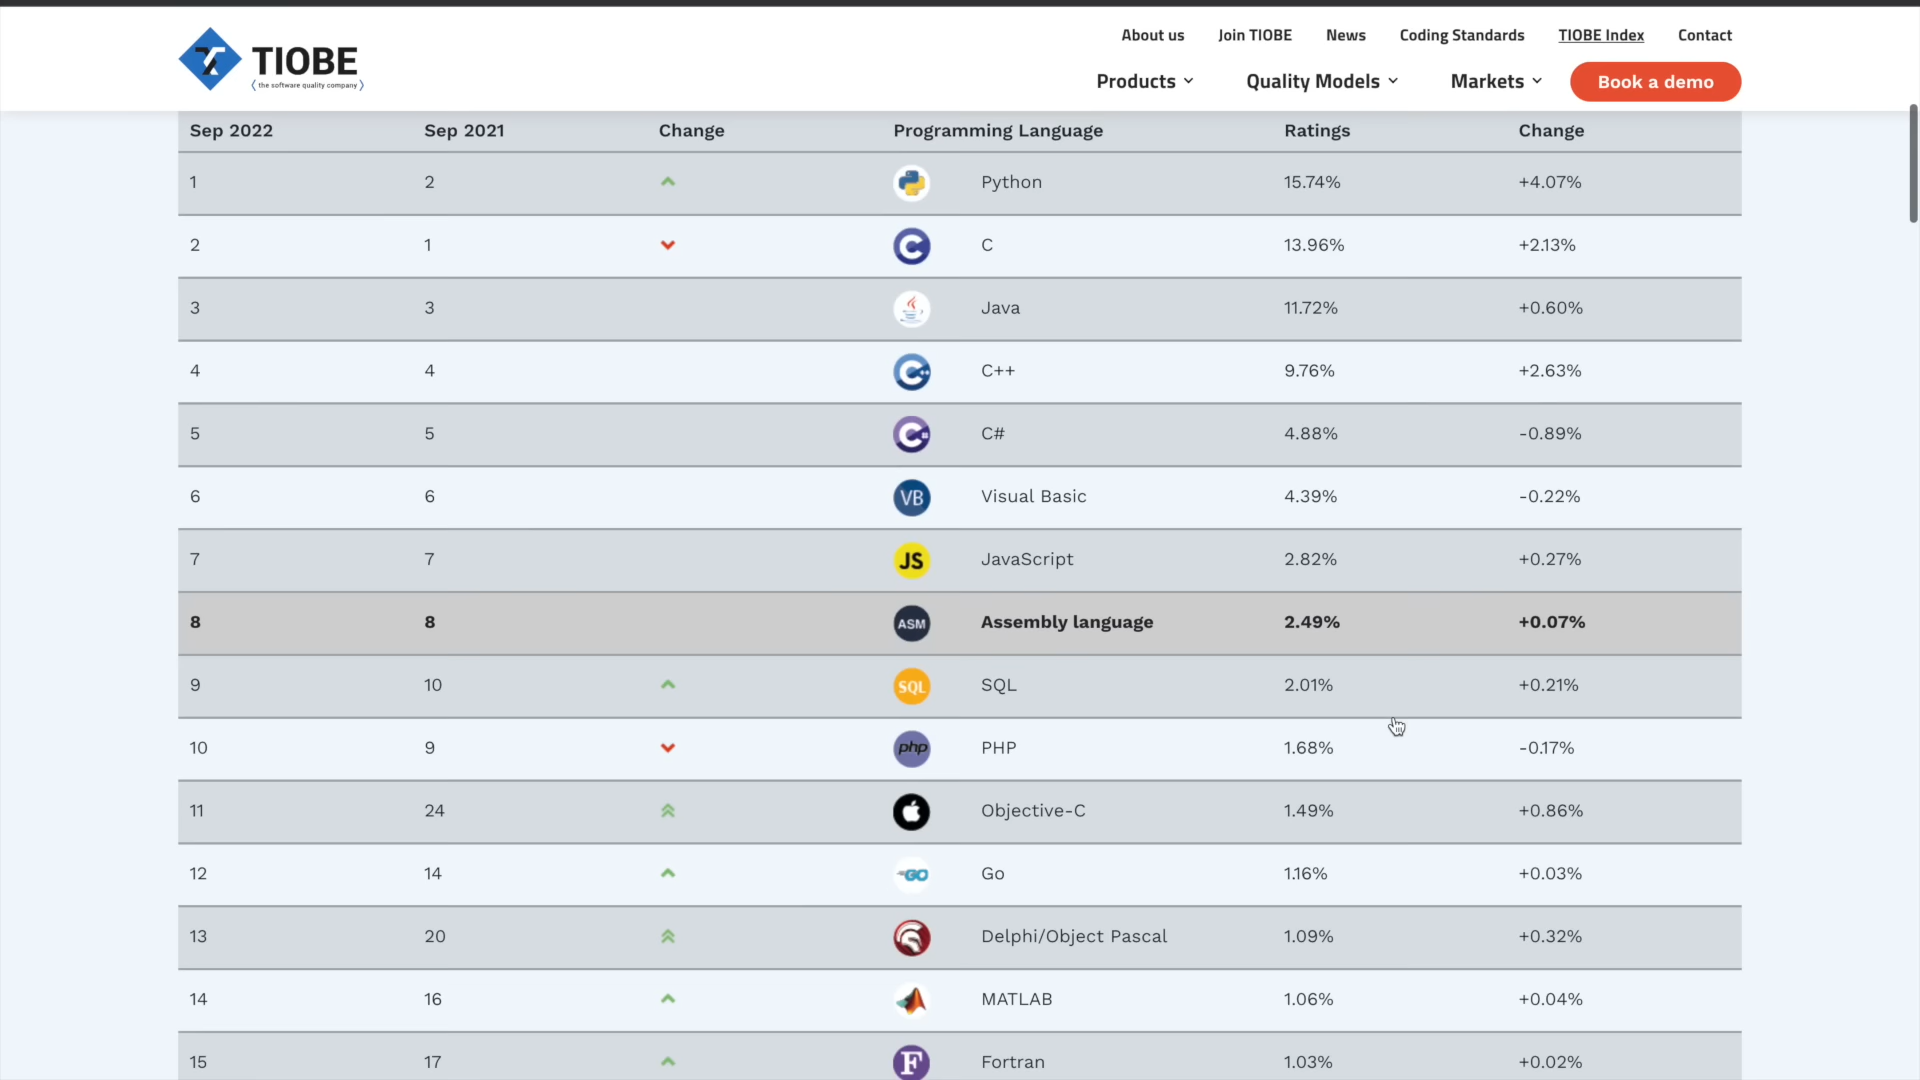 About us Join TIOBE News Coding Standards TIOBE Index Contact
TIOBE
⟨ the software quality company ⟩
Products Quality Models Markets Book a demo
Sep 2022 Sep 2021 Change Programming Language Ratings Change
1 2 Python 15.74% +4.07%
2 1 C C 13.96% +2.13%
3 3 Java 11.72% +0.60%
4 4 C++ C++ 9.76% +2.63%
5 5 C# C# 4.88% -0.89%
6 6 VB Visual Basic 4.39% -0.22%
7 7 JS JavaScript 2.82% +0.27%
8 8 ASM Assembly language 2.49% +0.07%
9 10 SQL SQL 2.01% +0.21%
10 9 php PHP 1.68% -0.17%
11 24 Objective-C 1.49% +0.86%
12 14 GO Go 1.16% +0.03%
13 20 Delphi/Object Pascal 1.09% +0.32%
14 16 MATLAB 1.06% +0.04%
15 17 F Fortran 1.03% +0.02%